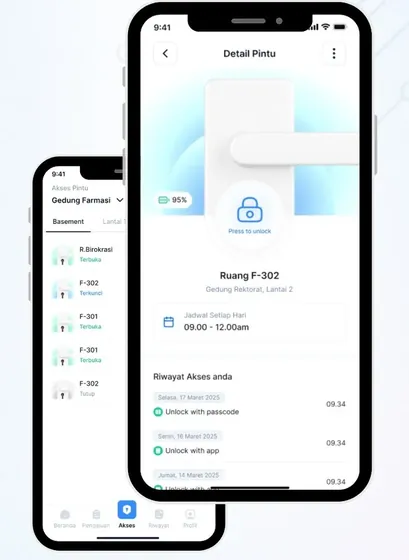 9:41
Detail Pintu
95%
Press to unlock
Ruang F-302
Gedung Rektorat, Lantai 2
Jadwal Setiap Hari
09.00 - 12.00am
Riwayat Akses anda
Selasa, 17 Maret 2025
Unlock with passcode
09.34
Senin, 16 Maret 2025
Unlock with app
09.34
Jumat, 14 Maret 2025
Unlock with
09.34
9:41
Akses Pintu
Gedung Farmasi
Basement
Lantai
R.Birokrasi
Terbuka
F-302
Terkunci
F-301
Terbuka
F-301
Terbuka
F-302
Tutup
Beranda
Akses
Riwayat
Profil